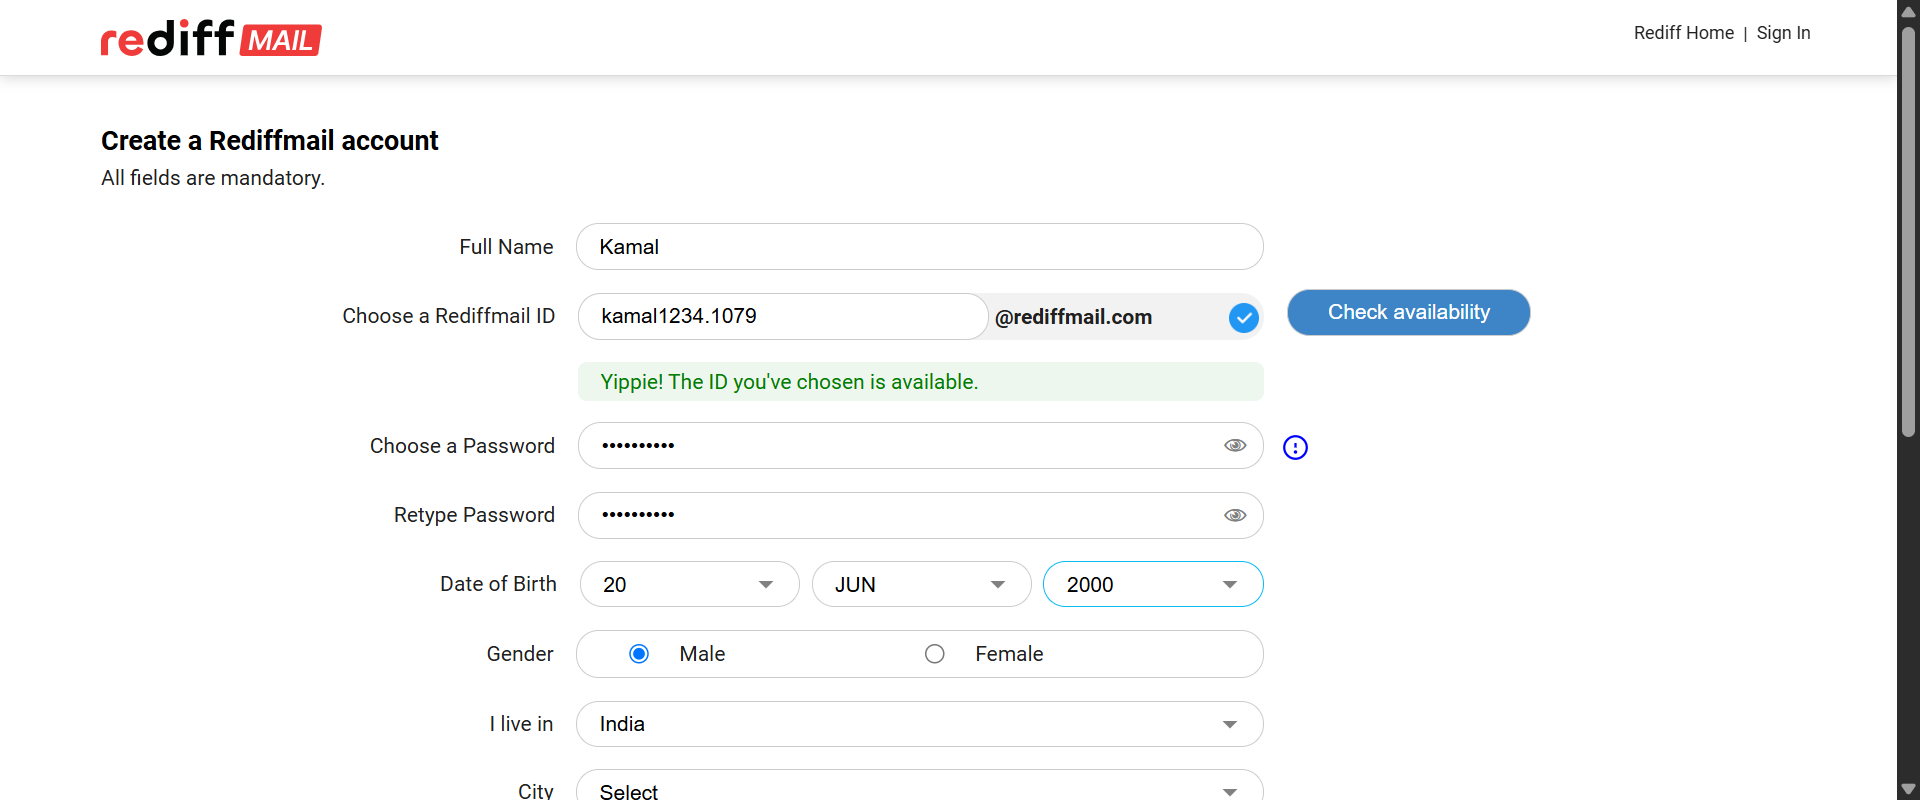 rediff MAIL
Rediff Home | Sign In
Create a Rediffmail account
All fields are mandatory.
Full Name Kamal
Choose a Rediffmail ID kamal1234.1079 @rediffmail.com Check availability
Yippie! The ID you've chosen is available.
Choose a Password ••••••••••
Retype Password ••••••••••
Date of Birth 20 JUN 2000
Gender Male Female
I live in India
City Select